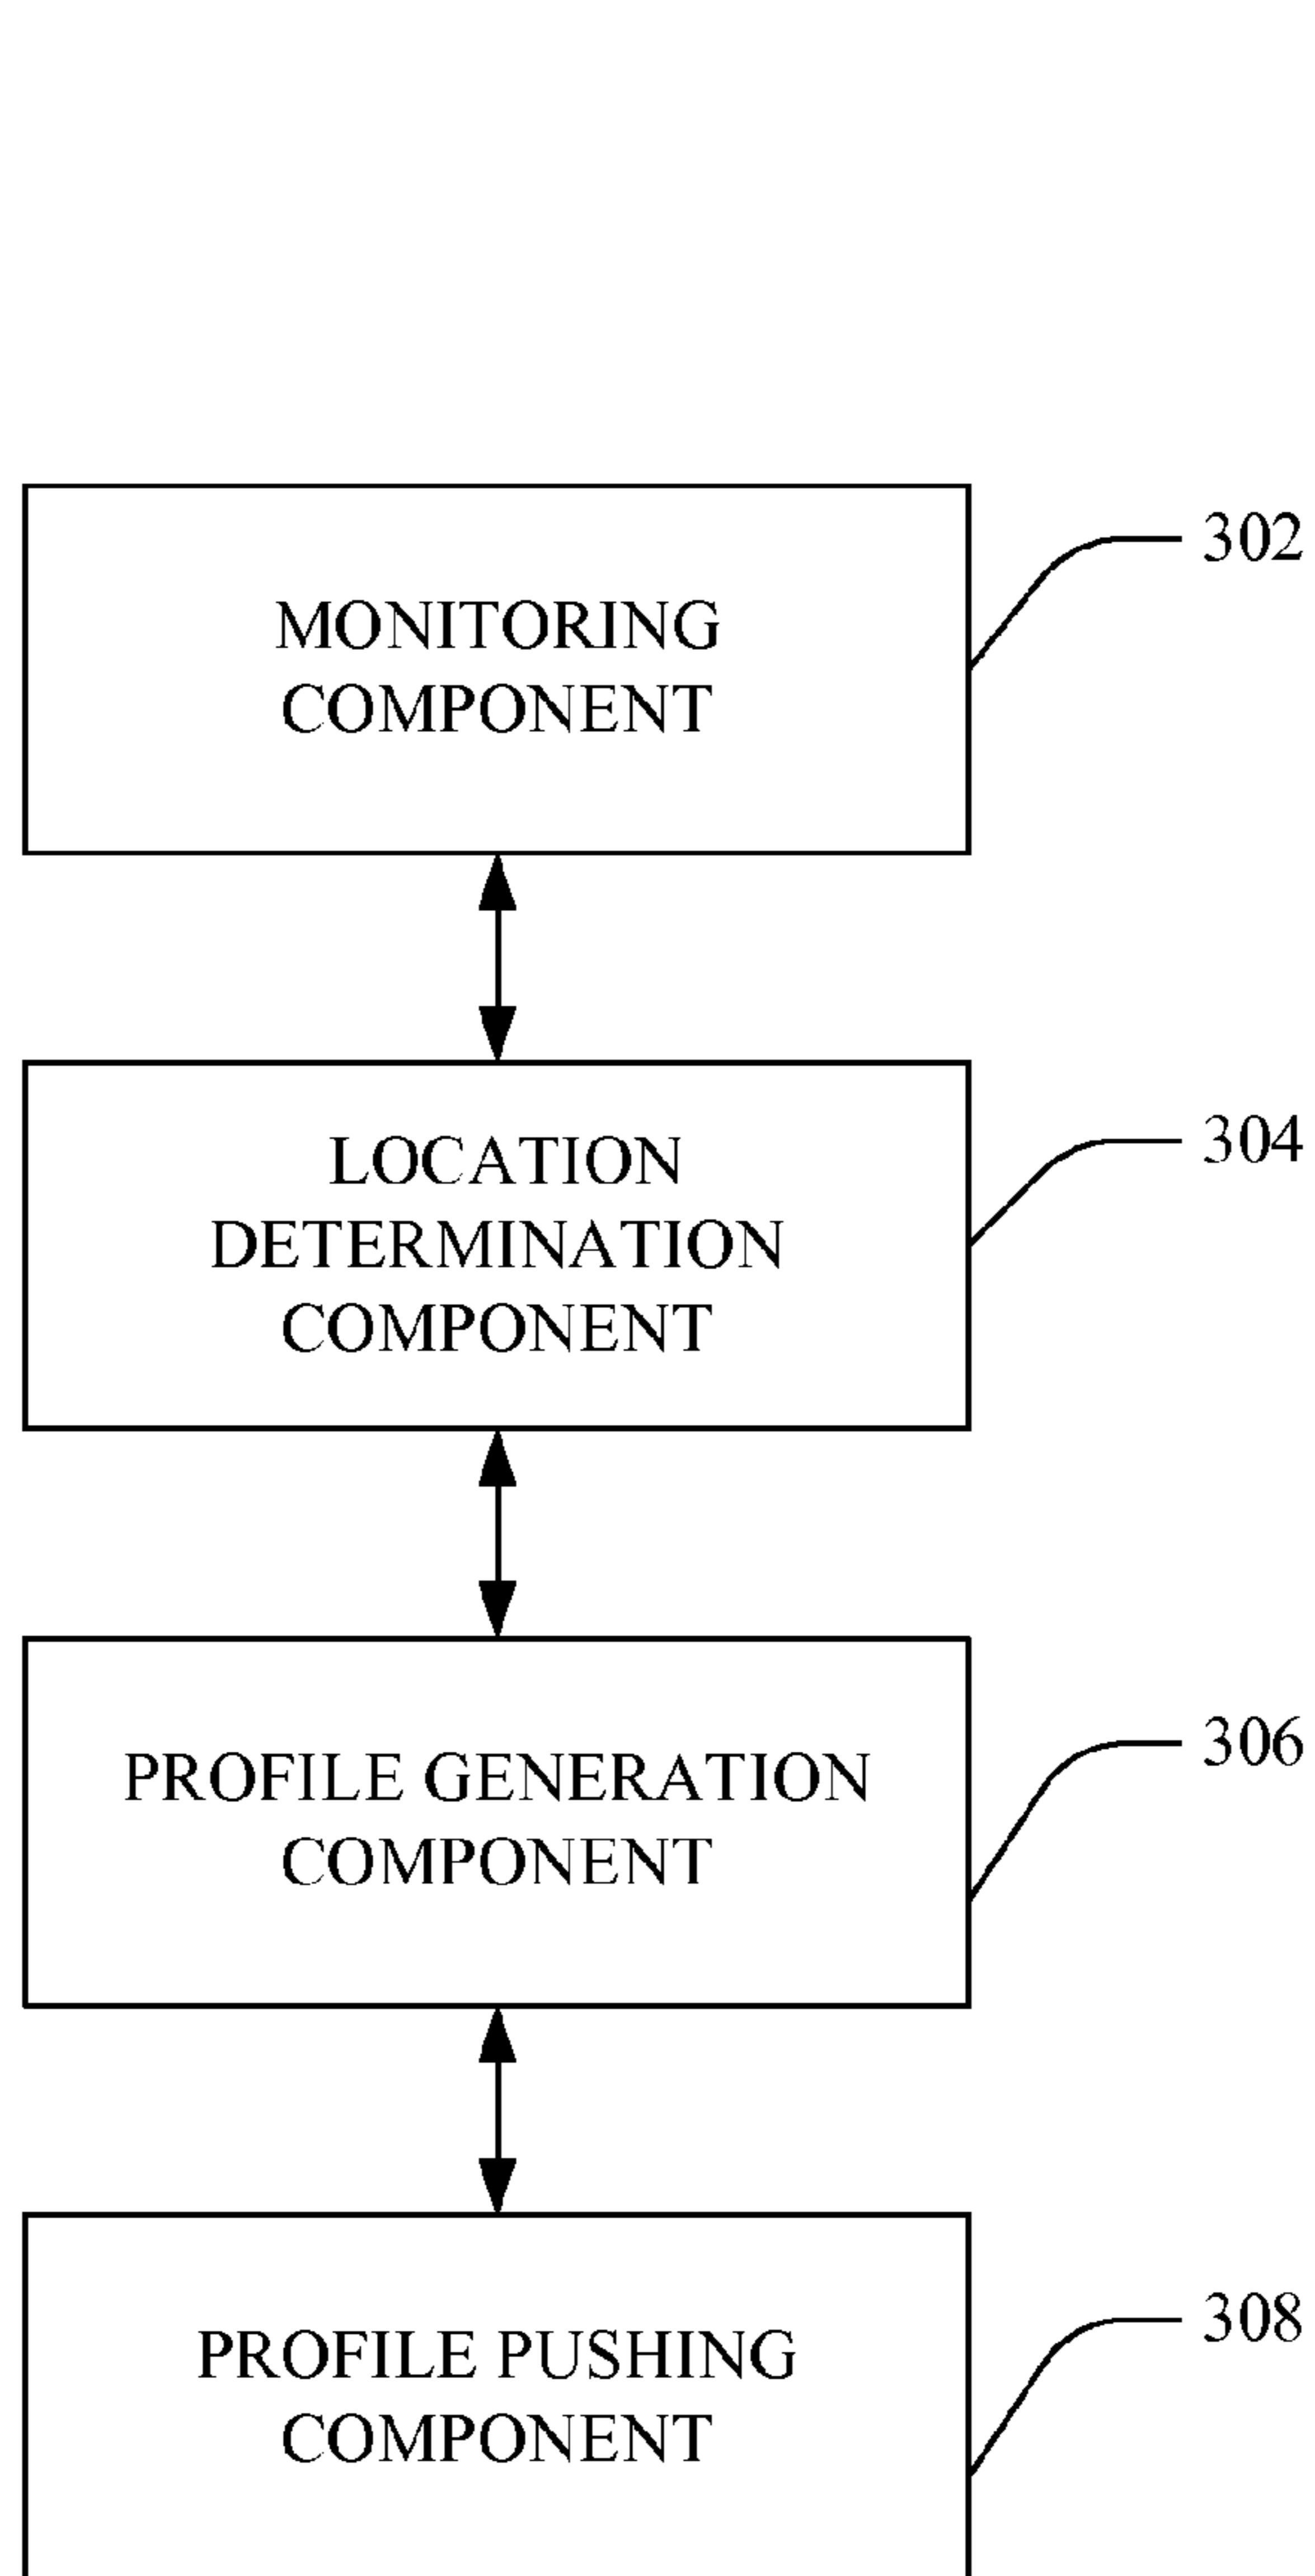 MONITORING
COMPONENT
302
LOCATION
DETERMINATION
COMPONENT
304
PROFILE GENERATION
COMPONENT
306
PROFILE PUSHING
COMPONENT
308